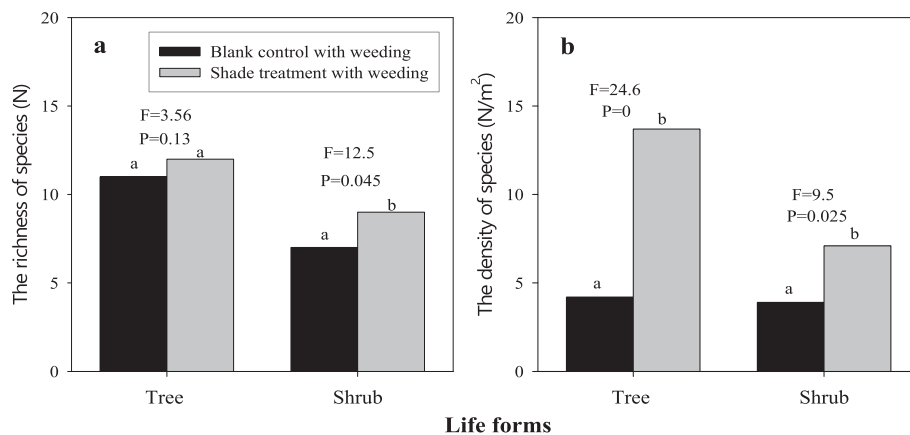 20
15
10
5
0
The richness of species (N)
a
Blank control with weeding
Shade treatment with weeding
F=3.56
P=0.13
a
a
F=12.5
P=0.045
a
b
Tree
Shrub
20
15
10
5
0
The density of species (N/m²)
b
F=24.6
P=0
b
a
F=9.5
P=0.025
b
a
Tree
Shrub
Life forms